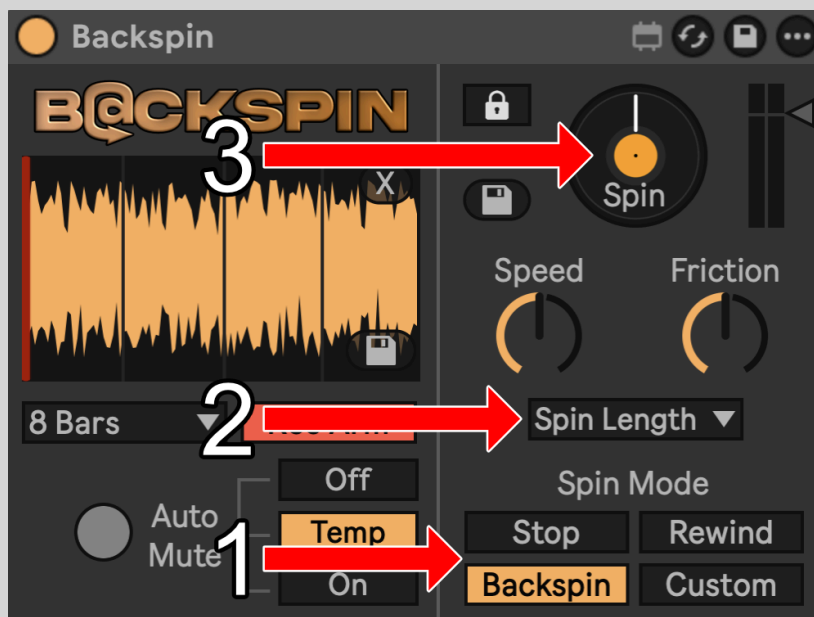 Backspin
B@CKSPIN
3
X
Spin
Speed
Friction
8 Bars
2
Spin Length
Off
Spin Mode
Auto
Mute
Temp
1
Stop
Rewind
On
Backspin
Custom